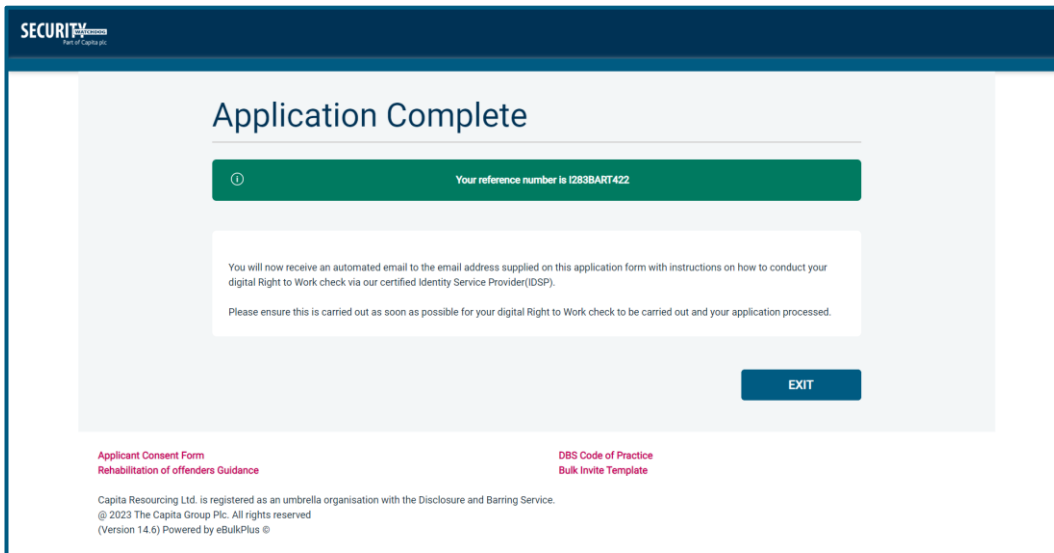 SECURITY WATCHDOG
Part of Capita plc
Application Complete
Your reference number is I283BART422
You will now receive an automated email to the email address supplied on this application form with instructions on how to conduct your
digital Right to Work check via our certified Identity Service Provider(IDSP).
Please ensure this is carried out as soon as possible for your digital Right to Work check to be carried out and your application processed.
EXIT
Applicant Consent Form
Rehabilitation of offenders Guidance
DBS Code of Practice
Bulk Invite Template
Capita Resourcing Ltd. is registered as an umbrella organisation with the Disclosure and Barring Service.
@ 2023 The Capita Group Plc. All rights reserved
(Version 14.6) Powered by eBulkPlus ©